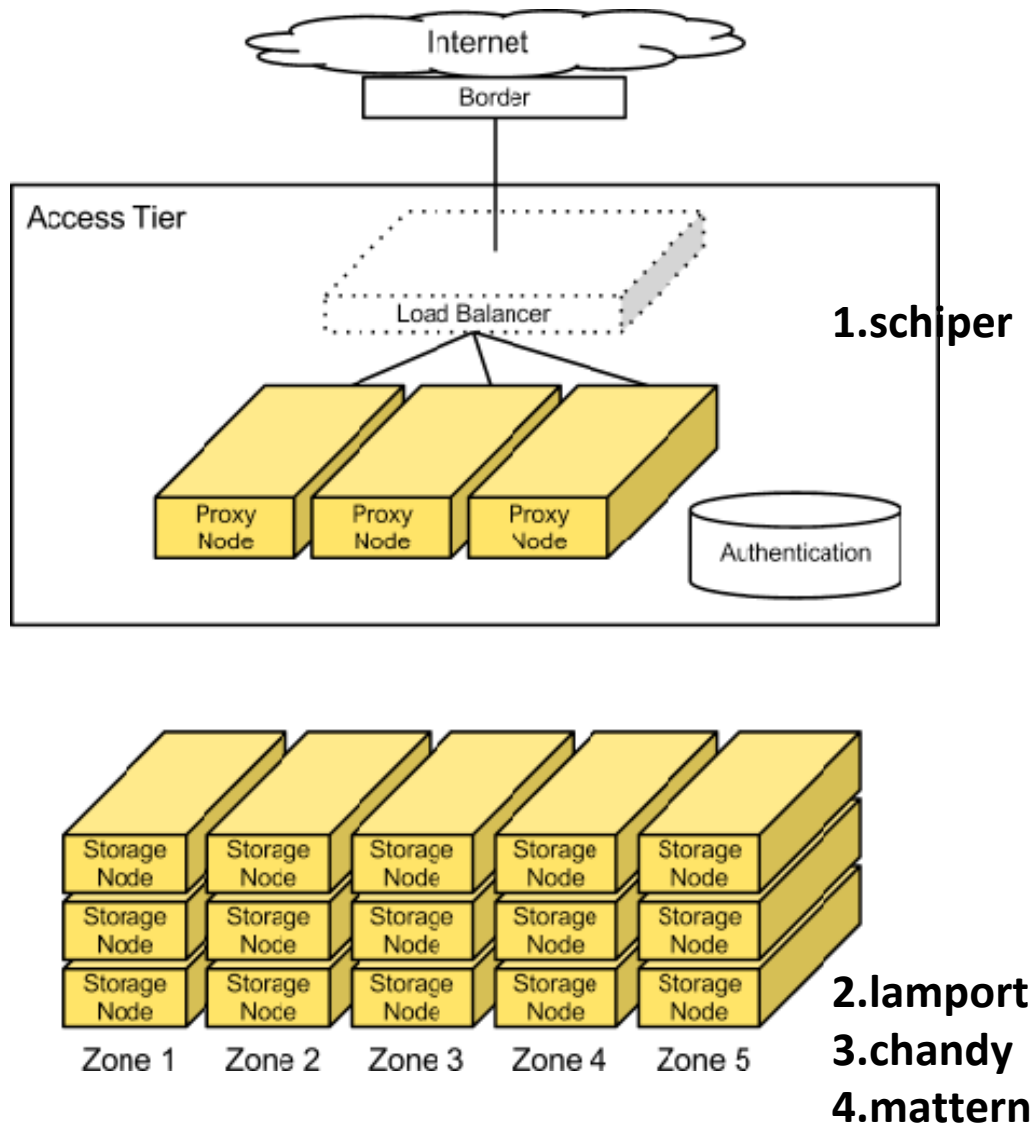 Internet
Border
Access Tier
Load Balancer
1.schiper
Proxy Proxy Proxy
Node Node Node
Authentication
Storage Storage Storage Storage Storage
Node Node Node Node Node
Storage Storage Storage Storage Storage
Node Node Node Node Node
Storage Storage Storage Storage Storage
Node Node Node Node Node
Zone 1 Zone 2 Zone 3 Zone 4 Zone 5
2.lamport
3.chandy
4.mattern